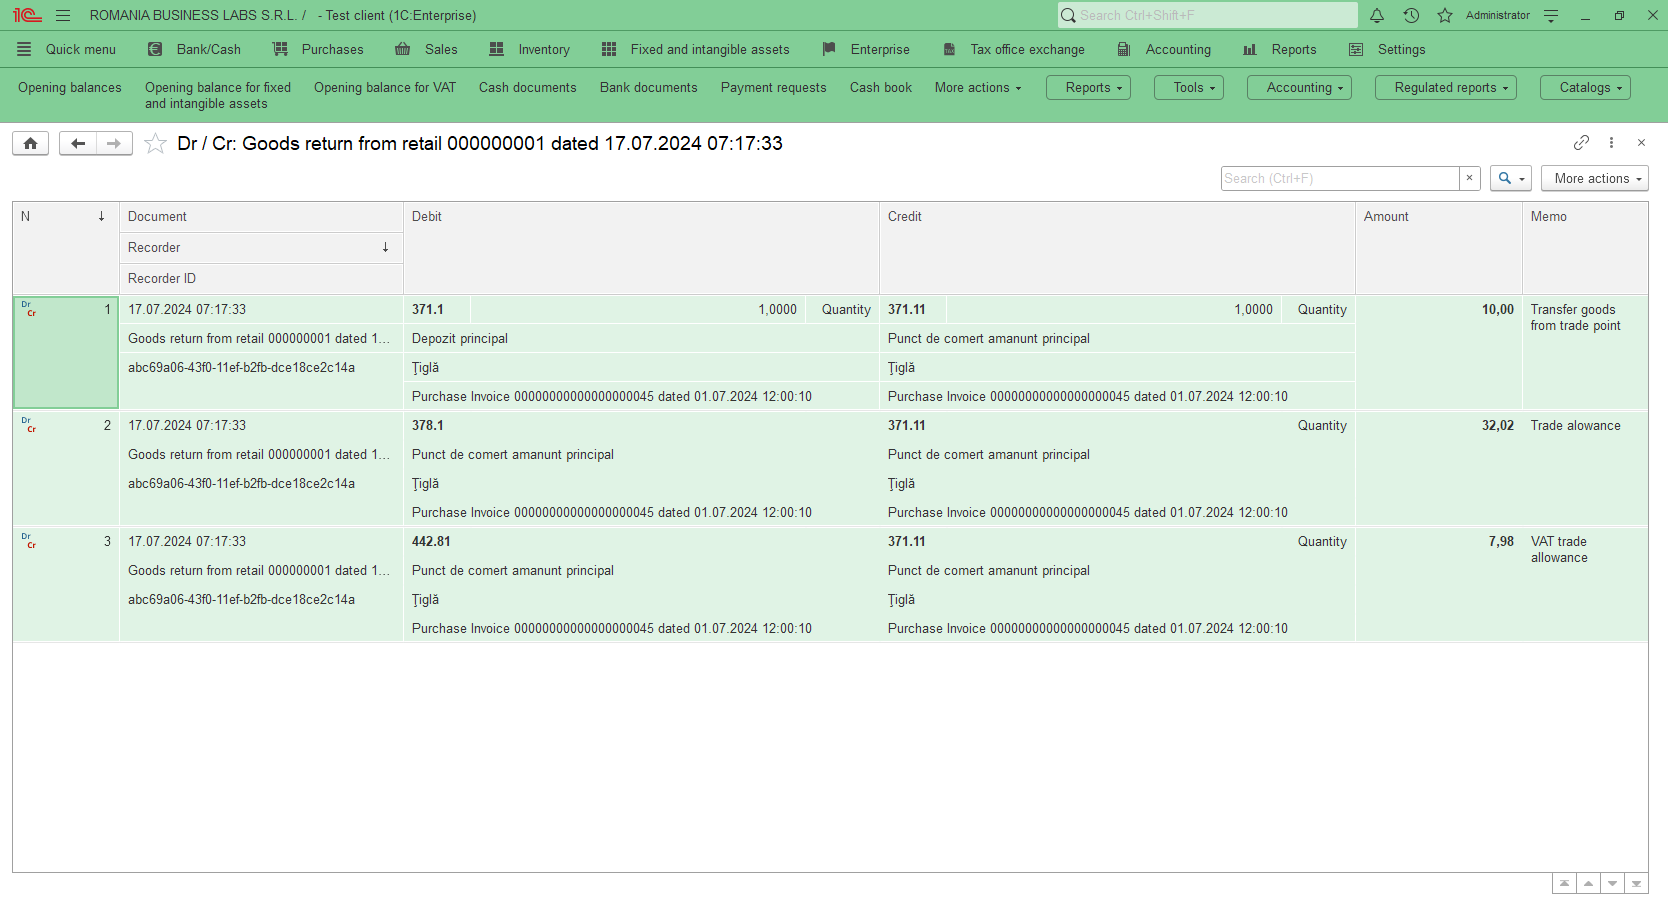 ROMANIA BUSINESS LABS S.R.L. / - Test client (1C:Enterprise)
Search Ctrl+Shift+F
Administrator
Quick menu
Bank/Cash
Purchases
Sales
Inventory
Fixed and intangible assets
Enterprise
Tax office exchange
Accounting
Reports
Settings
Opening balances
Opening balance for fixed
and intangible assets
Opening balance for VAT
Cash documents
Bank documents
Payment requests
Cash book
More actions
Reports
Tools
Accounting
Regulated reports
Catalogs
Dr / Cr: Goods return from retail 000000001 dated 17.07.2024 07:17:33
Search (Ctrl+F)
×
More actions
N ↓ Document Debit Credit Amount Memo
Recorder ↓
Recorder ID
Dr Cr 1 17.07.2024 07:17:33 371.1 1,0000 Quantity 371.11 1,0000 Quantity 10,00 Transfer goods
from trade point
Goods return from retail 000000001 dated 1... Depozit principal Punct de comert amanunt principal
abc69a06-43f0-11ef-b2fb-dce18ce2c14a Ţiglă Ţiglă
Purchase Invoice 00000000000000000045 dated 01.07.2024 12:00:10 Purchase Invoice 00000000000000000045 dated 01.07.2024 12:00:10
Dr Cr 2 17.07.2024 07:17:33 378.1 371.11 Quantity 32,02 Trade alowance
Goods return from retail 000000001 dated 1... Punct de comert amanunt principal Punct de comert amanunt principal
abc69a06-43f0-11ef-b2fb-dce18ce2c14a Ţiglă Ţiglă
Purchase Invoice 00000000000000000045 dated 01.07.2024 12:00:10 Purchase Invoice 00000000000000000045 dated 01.07.2024 12:00:10
Dr Cr 3 17.07.2024 07:17:33 442.81 371.11 Quantity 7,98 VAT trade
allowance
Goods return from retail 000000001 dated 1... Punct de comert amanunt principal Punct de comert amanunt principal
abc69a06-43f0-11ef-b2fb-dce18ce2c14a Ţiglă Ţiglă
Purchase Invoice 00000000000000000045 dated 01.07.2024 12:00:10 Purchase Invoice 00000000000000000045 dated 01.07.2024 12:00:10